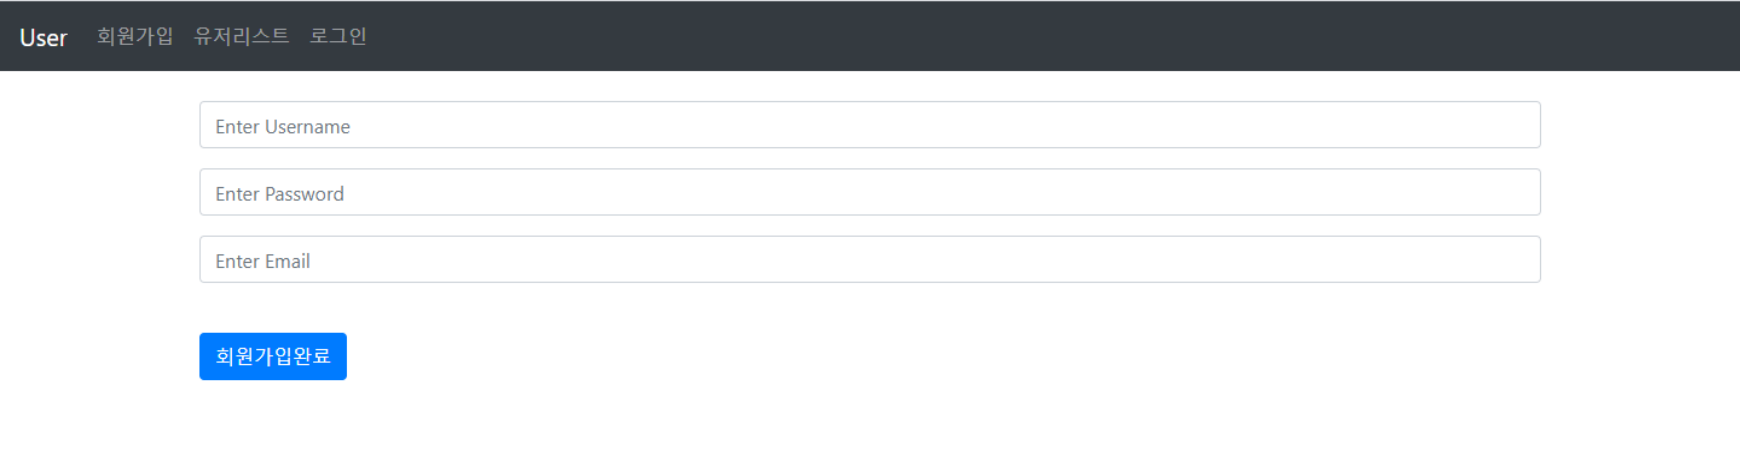 User 회원가입 유저리스트 로그인
Enter Username
Enter Password
Enter Email
회원가입완료